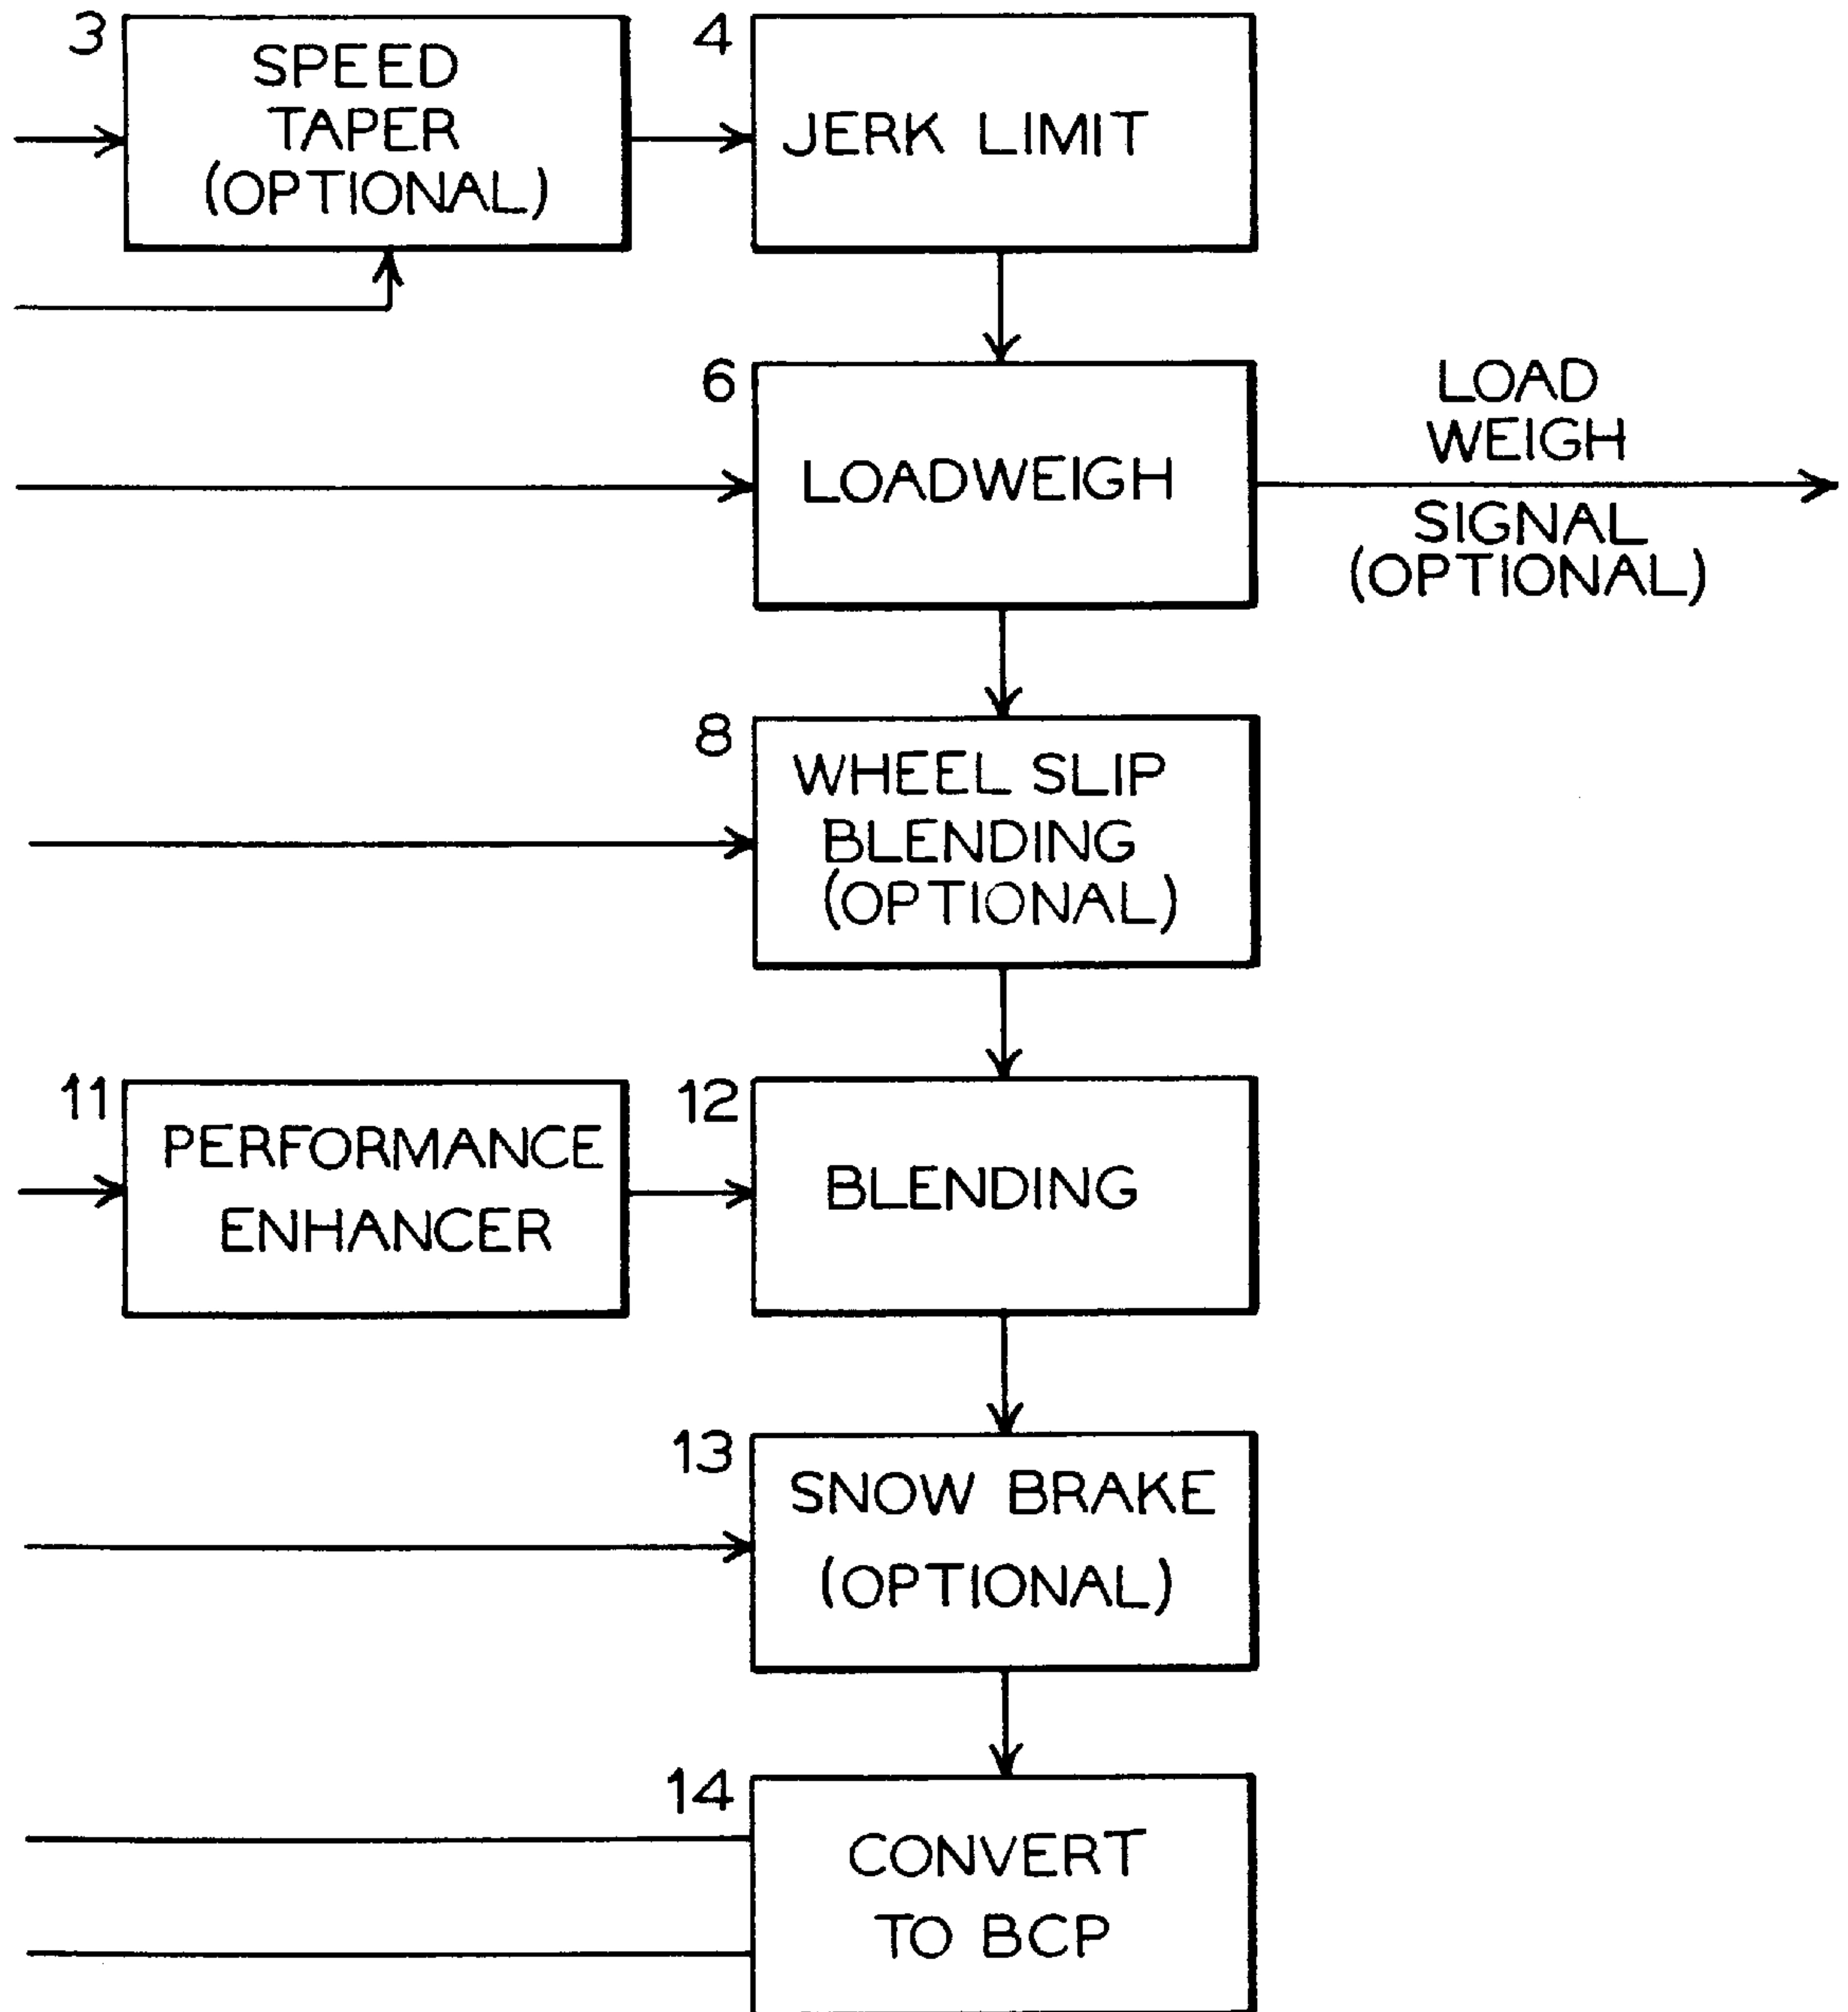 3
SPEED
TAPER
(OPTIONAL)
4
JERK LIMIT
6
LOADWEIGH
LOAD
WEIGH
SIGNAL
(OPTIONAL)
8
WHEEL SLIP
BLENDING
(OPTIONAL)
11
PERFORMANCE
ENHANCER
12
BLENDING
13
SNOW BRAKE
(OPTIONAL)
14
CONVERT
TO BCP